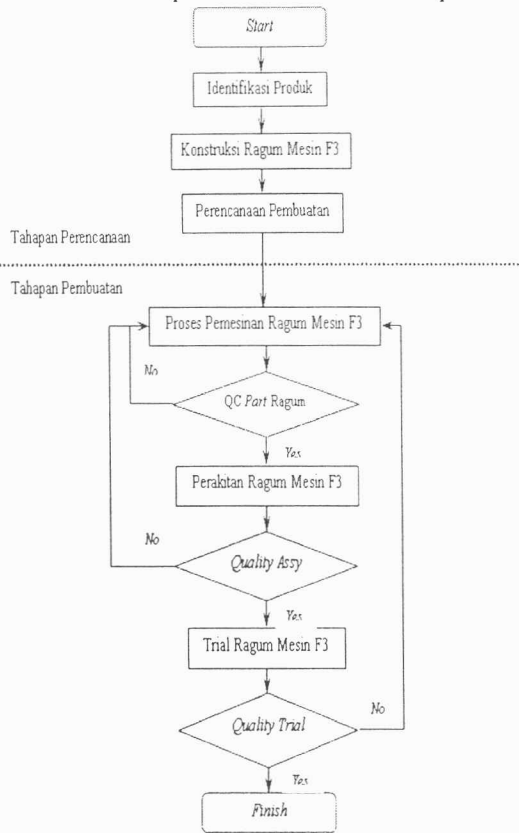 Start
Identifikasi Produk
Konstruksi Ragum Mesin F3
Perencanaan Pembuatan
Tahapan Perencanaan
Tahapan Pembuatan
Proses Pemesinan Ragum Mesin F3
No
QC Part Ragum
Yes
Perakitan Ragum Mesin F3
No
Quality Assy
Yes
Trial Ragum Mesin F3
No
Quality Trial
Yes
Finish